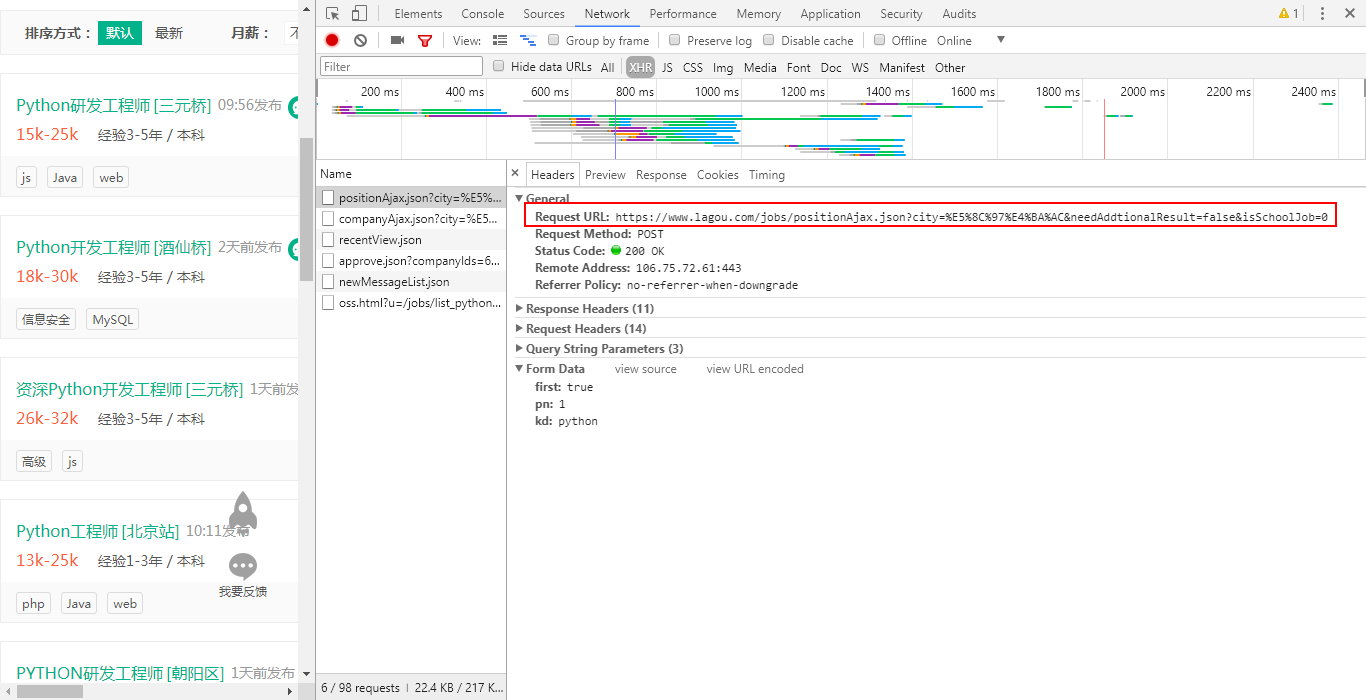 排序方式： 默认 最新 月薪：
Python研发工程师 [三元桥] 09:56发布
15k-25k 经验3-5年 / 本科
js Java web
Python开发工程师 [酒仙桥] 2天前发布
18k-30k 经验3-5年 / 本科
信息安全 MySQL
资深Python开发工程师 [三元桥] 1天前发
26k-32k 经验3-5年 / 本科
高级 js
Python工程师 [北京站] 10:11发布
13k-25k 经验1-3年 / 本科
我要反馈
php Java web
PYTHON研发工程师 [朝阳区] 1天前发布
Elements Console Sources Network Performance Memory Application Security Audits 1
View: Group by frame Preserve log Disable cache Offline Online
Filter Hide data URLs All XHR JS CSS Img Media Font Doc WS Manifest Other
200 ms 400 ms 600 ms 800 ms 1000 ms 1200 ms 1400 ms 1600 ms 1800 ms 2000 ms 2200 ms 2400 ms
Name
positionAjax.json?city=%E5%...
companyAjax.json?city=%E5...
recentView.json
approve.json?companyIds=6...
newMessageList.json
oss.html?u=/jobs/list_python...
6 / 98 requests | 22.4 KB / 217 K...
Headers Preview Response Cookies Timing
General
Request URL: https://www.lagou.com/jobs/positionAjax.json?city=%E5%8C%97%E4%BA%AC&needAddtionalResult=false&isSchoolJob=0
Request Method: POST
Status Code: 200 OK
Remote Address: 106.75.72.61:443
Referrer Policy: no-referrer-when-downgrade
Response Headers (11)
Request Headers (14)
Query String Parameters (3)
Form Data view source view URL encoded
first: true
pn: 1
kd: python